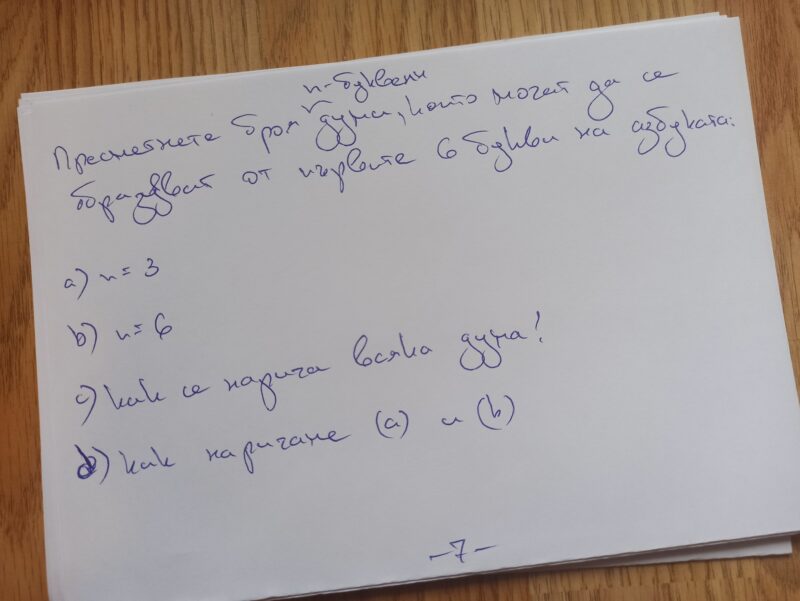 n-буквени
Пресметнете броя думи, които могат да се
образуват от първите 6 букви на азбуката:
a) n = 3
b) n = 6
c) как се нарича всяка дума!
d) как наричаме (a) и (b)
-7-